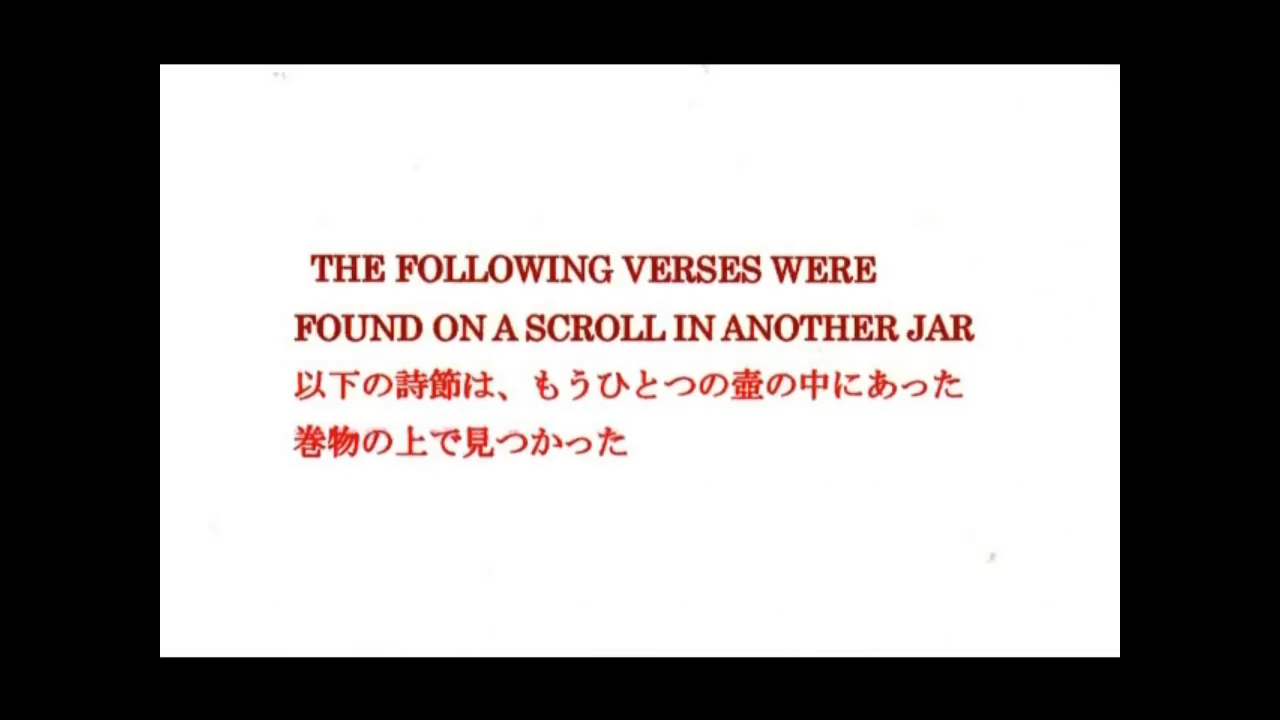 THE FOLLOWING VERSES WERE
FOUND ON A SCROLL IN ANOTHER JAR
以下の詩節は、もうひとつの壺の中にあった
巻物の上で見つかった